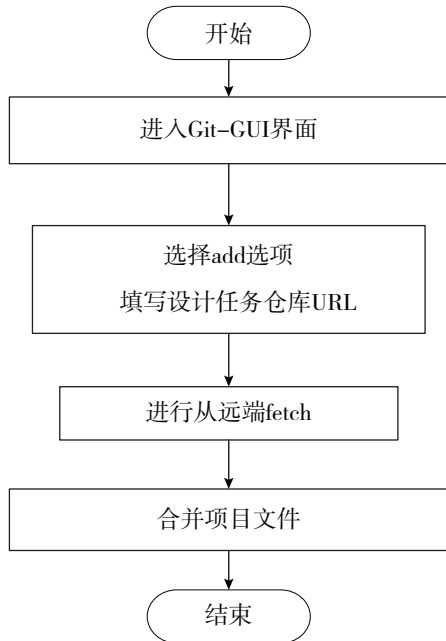 开始
进入Git-GUI界面
选择add选项
填写设计任务仓库URL
进行从远端fetch
合并项目文件
结束